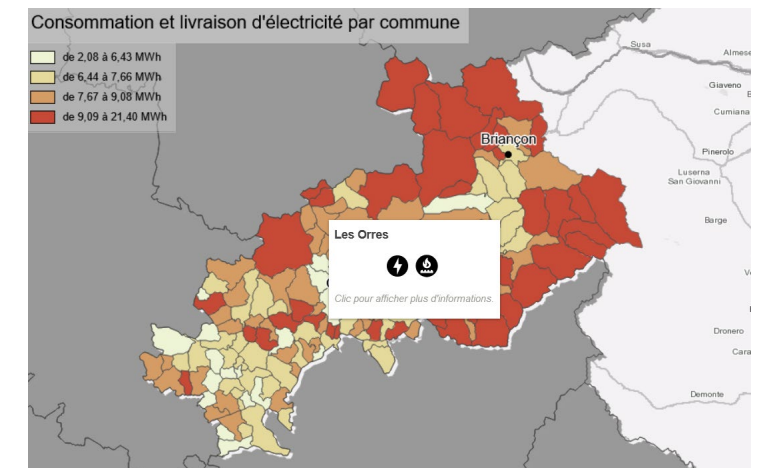 Consommation et livraison d'électricité par commune
de 2,08 à 6,43 MWh
de 6,44 à 7,66 MWh
de 7,67 à 9,08 MWh
de 9,09 à 21,40 MWh
Susa
Almese
Giaveno
Cumiana
Briançon
Pinerolo
Luserna
San Giovanni
Barge
Les Orres
Clic pour afficher plus d'informations.
Dronero
Demonte